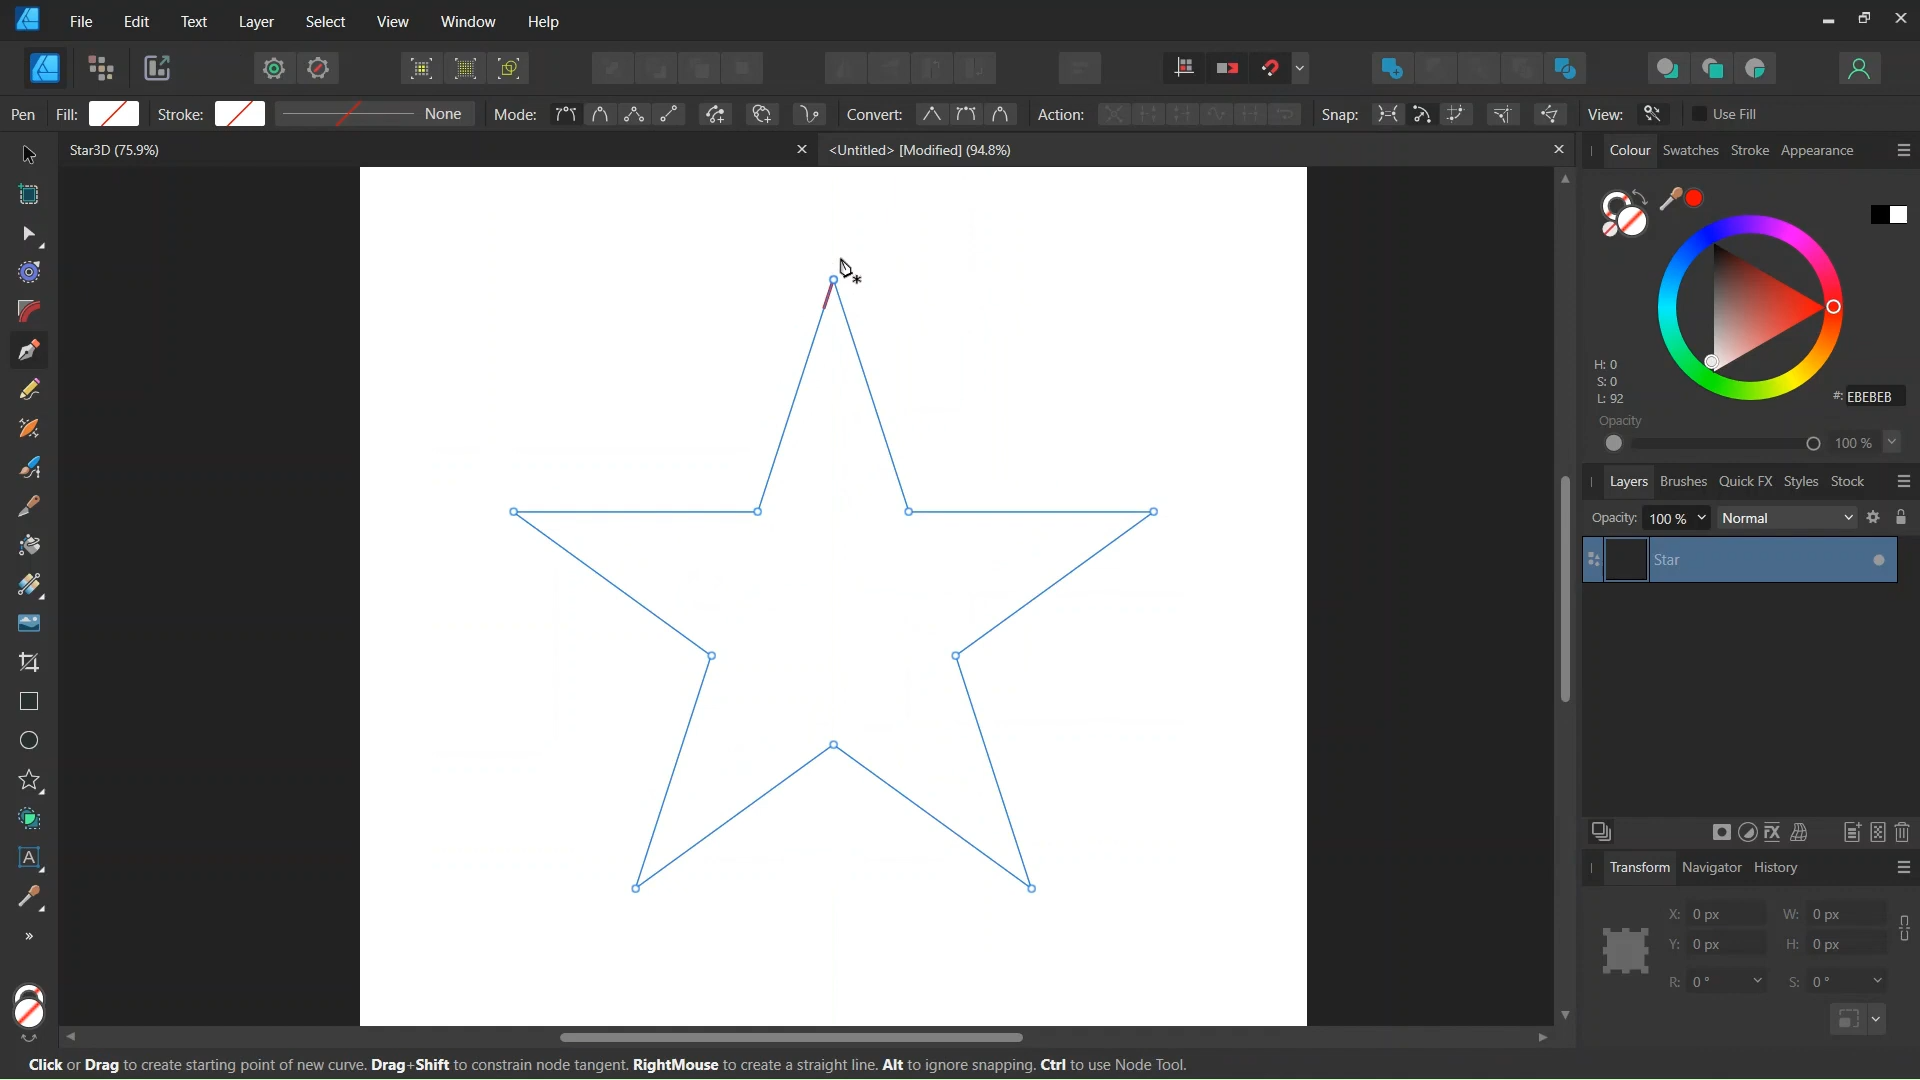 File Edit Text Layer Select View Window Help
Pen Fill: Stroke: None Mode: Convert: Action: Snap: View: Use Fill
Star3D (75.9%) <Untitled> [Modified] (94.8%)
Colour Swatches Stroke Appearance
H: 0
S: 0
L: 92
#: EBEBEB
Opacity
100 %
Layers Brushes Quick FX Styles Stock
Opacity: 100 % Normal
Star
Transform Navigator History
X: 0 px W: 0 px
Y: 0 px H: 0 px
R: 0 ° S: 0 °
Click or Drag to create starting point of new curve. Drag+Shift to constrain node tangent. RightMouse to create a straight line. Alt to ignore snapping. Ctrl to use Node Tool.